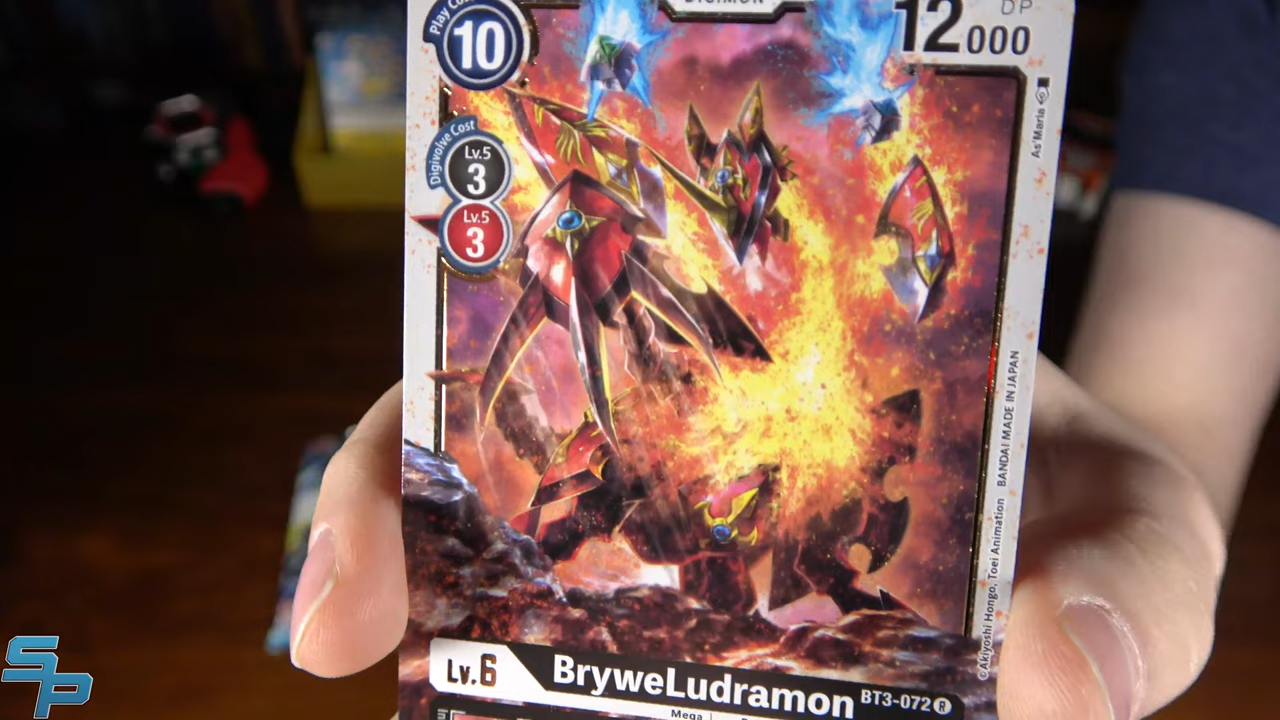 DIGIMON
Play Cost
10
12000
DP
Digivolve Cost
Lv.5
3
Lv.5
3
As'Maria
©Akiyoshi Hongo, Toei Animation BANDAI MADE IN JAPAN
Lv.6
BryweLudramon
BT3-072 R
Mega
SP